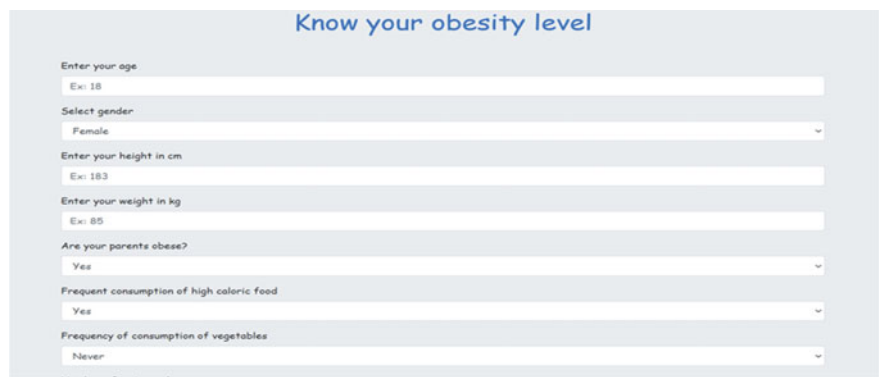 Know your obesity level
Enter your age
Ex: 18
Select gender
Female
Enter your height in cm
Ex: 183
Enter your weight in kg
Ex: 85
Are your parents obese?
Yes
Frequent consumption of high caloric food
Yes
Frequency of consumption of vegetables
Never